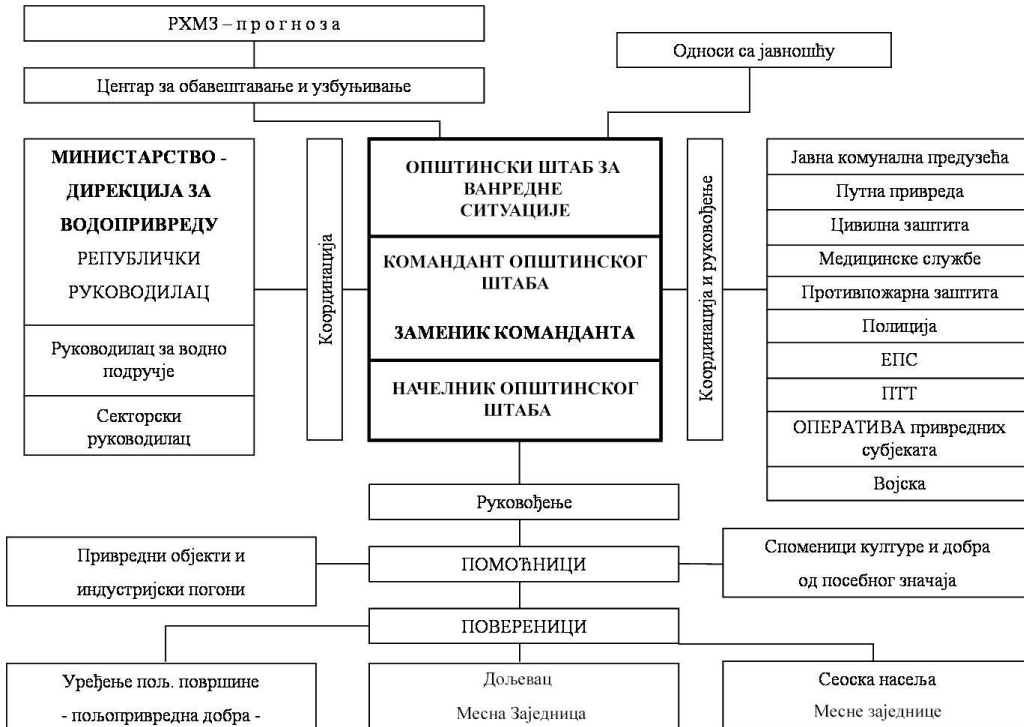 РХМЗ – п р о г н о з а
Односи са јавношћу
Центар за обавештавање и узбуњивање
МИНИСТАРСТВО -
ДИРЕКЦИЈА ЗА
ВОДОПРИВРЕДУ
РЕПУБЛИЧКИ
РУКОВОДИЛАЦ
Руководилац за водно
подручје
Секторски
руководилац
Координација
ОПШТИНСКИ ШТАБ ЗА
ВАНРЕДНЕ
СИТУАЦИЈЕ
КОМАНДАНТ ОПШТИНСКОГ
ШТАБА
ЗАМЕНИК КОМАНДАНТА
НАЧЕЛНИК ОПШТИНСКОГ
ШТАБА
Координација и руковођење
Јавна комунална предузећа
Путна привреда
Цивилна заштита
Медицинске службе
Противпожарна заштита
Полиција
ЕПС
ПТТ
ОПЕРАТИВА привредних
субјеката
Војска
Руковођење
Привредни објекти и
индустријски погони
ПОМОЋНИЦИ
Споменици културе и добра
од посебног значаја
ПОВЕРЕНИЦИ
Уређење пољ. површине
- пољопривредна добра -
Дољевац
Месна Заједница
Сеоска насеља
Месне заједнице